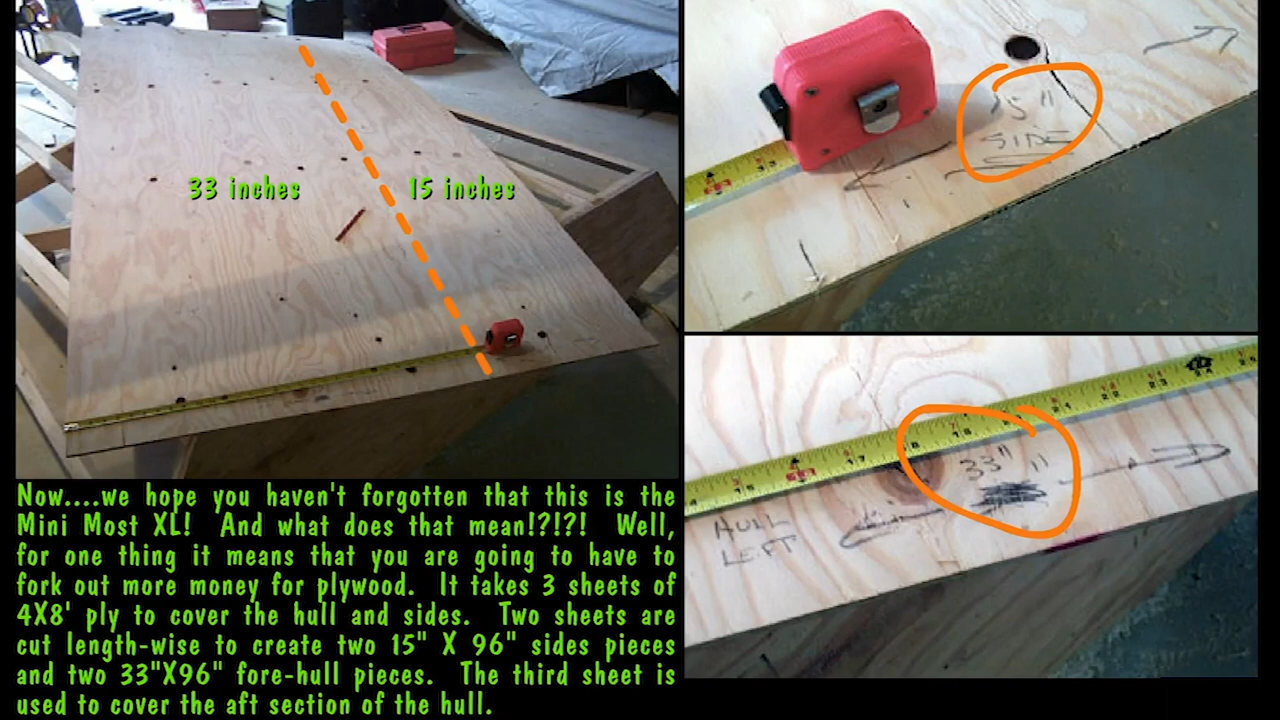 33 inches
15 inches
15"
SIDE
33"
HULL
LEFT
Now....we hope you haven't forgotten that this is the
Mini Most XL!  And what does that mean!?!?!  Well,
for one thing it means that you are going to have to
fork out more money for plywood.  It takes 3 sheets of
4X8' ply to cover the hull and sides.  Two sheets are
cut length-wise to create two 15" X 96" sides pieces
and two 33"X96" fore-hull pieces.  The third sheet is
used to cover the aft section of the hull.